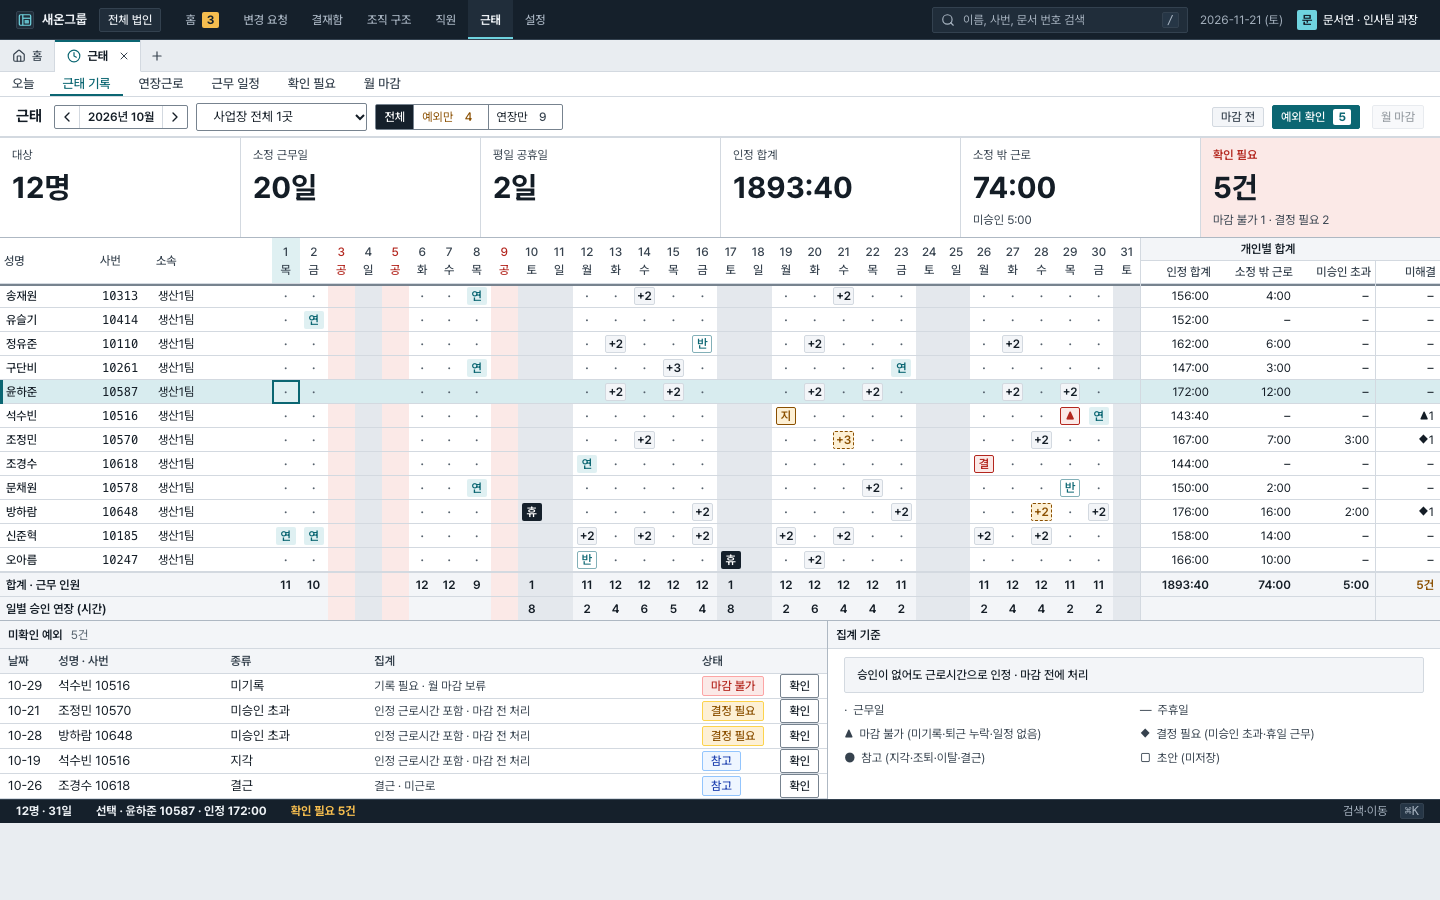 새온그룹 전체 법인 홈 3 변경 요청 결재함 조직 구조 직원 근태 설정 이름, 사번, 문서 번호 검색 / 2026-11-21 (토) 문 문서연 · 인사팀 과장
홈 근태 × +
오늘 근태 기록 연장근로 근무 일정 확인 필요 월 마감
근태 2026년 10월 사업장 전체 1곳 전체 예외만 4 연장만 9 마감 전 예외 확인 5 월 마감
대상 소정 근무일 평일 공휴일 인정 합계 소정 밖 근로 확인 필요
12명 20일 2일 1893:40 74:00 5건
미승인 5:00 마감 불가 1 · 결정 필요 2
1 2 3 4 5 6 7 8 9 10 11 12 13 14 15 16 17 18 19 20 21 22 23 24 25 26 27 28 29 30 31 개인별 합계
성명 사번 소속 목 금 공 일 공 화 수 목 공 토 일 월 화 수 목 금 토 일 월 화 수 목 금 토 일 월 화 수 목 금 토 인정 합계 소정 밖 근로 미승인 초과 미해결
송재원 10313 생산1팀 · · · · 연 · · +2 · · · · +2 · · · · · · · 156:00 4:00 – –
유슬기 10414 생산1팀 · 연 · · · · · · · · · · · · · · · · · · 152:00 – – –
정유준 10110 생산1팀 · · · · · · +2 · · 반 · +2 · · · · +2 · · · 162:00 6:00 – –
구단비 10261 생산1팀 · · · · 연 · · · +3 · · · · · 연 · · · · · 147:00 3:00 – –
윤하준 10587 생산1팀 · · · · · · +2 · +2 · · +2 · +2 · · +2 · +2 · 172:00 12:00 – –
석수빈 10516 생산1팀 · · · · · · · · · · 지 · · · · · · · ▲ 연 143:40 – – ▲1
조정민 10570 생산1팀 · · · · · · · +2 · · · · +3 · · · · +2 · · 167:00 7:00 3:00 ◆1
조경수 10618 생산1팀 · · · · · 연 · · · · · · · · · 결 · · · · 144:00 – – –
문채원 10578 생산1팀 · · · · 연 · · · · · · · · +2 · · · · 반 · 150:00 2:00 – –
방하람 10648 생산1팀 · · · · · 휴 · · · · +2 · · · · +2 · · +2 · +2 176:00 16:00 2:00 ◆1
신준혁 10185 생산1팀 연 연 · · · +2 · +2 · +2 +2 · +2 · · +2 · +2 · · 158:00 14:00 – –
오아름 10247 생산1팀 · · · · · 반 · · · · 휴 · +2 · · · · · · · · 166:00 10:00 – –
합계 · 근무 인원 11 10 12 12 9 1 11 12 12 12 12 1 12 12 12 12 11 11 12 12 11 11 1893:40 74:00 5:00 5건
일별 승인 연장 (시간) 8 2 4 6 5 4 8 2 6 4 4 2 2 4 4 2 2
미확인 예외 5건
날짜 성명 · 사번 종류 집계 상태
10-29 석수빈 10516 미기록 기록 필요 · 월 마감 보류 마감 불가 확인
10-21 조정민 10570 미승인 초과 인정 근로시간 포함 · 마감 전 처리 결정 필요 확인
10-28 방하람 10648 미승인 초과 인정 근로시간 포함 · 마감 전 처리 결정 필요 확인
10-19 석수빈 10516 지각 인정 근로시간 포함 · 마감 전 처리 참고 확인
10-26 조경수 10618 결근 결근 · 미근로 참고 확인
집계 기준
승인이 없어도 근로시간으로 인정 · 마감 전에 처리
· 근무일 — 주휴일
▲ 마감 불가 (미기록·퇴근 누락·일정 없음) ◆ 결정 필요 (미승인 초과·휴일 근무)
● 참고 (지각·조퇴·이탈·결근) □ 초안 (미저장)
12명 · 31일 선택 · 윤하준 10587 · 인정 172:00 확인 필요 5건 검색·이동 ⌘K